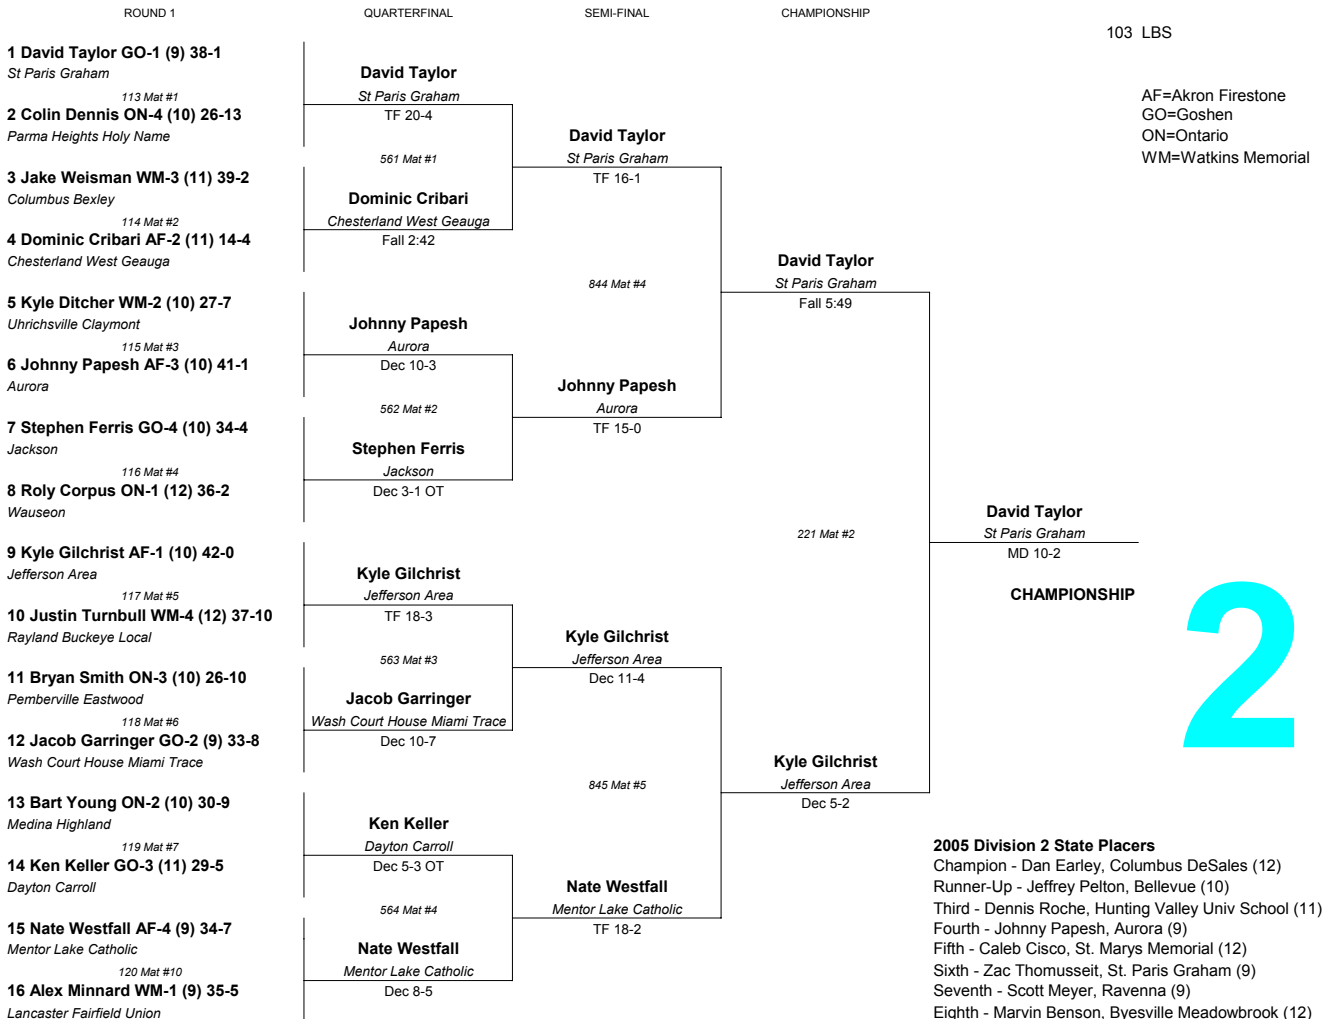 ROUND 1
QUARTERFINAL
SEMI-FINAL
CHAMPIONSHIP
103 LBS
1 David Taylor GO-1 (9) 38-1
St Paris Graham
113 Mat #1
2 Colin Dennis ON-4 (10) 26-13
Parma Heights Holy Name
3 Jake Weisman WM-3 (11) 39-2
Columbus Bexley
114 Mat #2
4 Dominic Cribari AF-2 (11) 14-4
Chesterland West Geauga
5 Kyle Ditcher WM-2 (10) 27-7
Uhrichsville Claymont
115 Mat #3
6 Johnny Papesh AF-3 (10) 41-1
Aurora
7 Stephen Ferris GO-4 (10) 34-4
Jackson
116 Mat #4
8 Roly Corpus ON-1 (12) 36-2
Wauseon
9 Kyle Gilchrist AF-1 (10) 42-0
Jefferson Area
117 Mat #5
10 Justin Turnbull WM-4 (12) 37-10
Rayland Buckeye Local
11 Bryan Smith ON-3 (10) 26-10
Pemberville Eastwood
118 Mat #6
12 Jacob Garringer GO-2 (9) 33-8
Wash Court House Miami Trace
13 Bart Young ON-2 (10) 30-9
Medina Highland
119 Mat #7
14 Ken Keller GO-3 (11) 29-5
Dayton Carroll
15 Nate Westfall AF-4 (9) 34-7
Mentor Lake Catholic
120 Mat #10
16 Alex Minnard WM-1 (9) 35-5
Lancaster Fairfield Union
David Taylor
St Paris Graham
TF 20-4
561 Mat #1
Dominic Cribari
Chesterland West Geauga
Fall 2:42
Johnny Papesh
Aurora
Dec 10-3
562 Mat #2
Stephen Ferris
Jackson
Dec 3-1 OT
Kyle Gilchrist
Jefferson Area
TF 18-3
563 Mat #3
Jacob Garringer
Wash Court House Miami Trace
Dec 10-7
Ken Keller
Dayton Carroll
Dec 5-3 OT
564 Mat #4
Nate Westfall
Mentor Lake Catholic
Dec 8-5
David Taylor
St Paris Graham
TF 16-1
844 Mat #4
Johnny Papesh
Aurora
TF 15-0
Kyle Gilchrist
Jefferson Area
Dec 11-4
845 Mat #5
Nate Westfall
Mentor Lake Catholic
TF 18-2
David Taylor
St Paris Graham
Fall 5:49
221 Mat #2
Kyle Gilchrist
Jefferson Area
Dec 5-2
David Taylor
St Paris Graham
MD 10-2
CHAMPIONSHIP
AF=Akron Firestone
GO=Goshen
ON=Ontario
WM=Watkins Memorial
2
2005 Division 2 State Placers
Champion - Dan Earley, Columbus DeSales (12)
Runner-Up - Jeffrey Pelton, Bellevue (10)
Third - Dennis Roche, Hunting Valley Univ School (11)
Fourth - Johnny Papesh, Aurora (9)
Fifth - Caleb Cisco, St. Marys Memorial (12)
Sixth - Zac Thomusseit, St. Paris Graham (9)
Seventh - Scott Meyer, Ravenna (9)
Eighth - Marvin Benson, Byesville Meadowbrook (12)